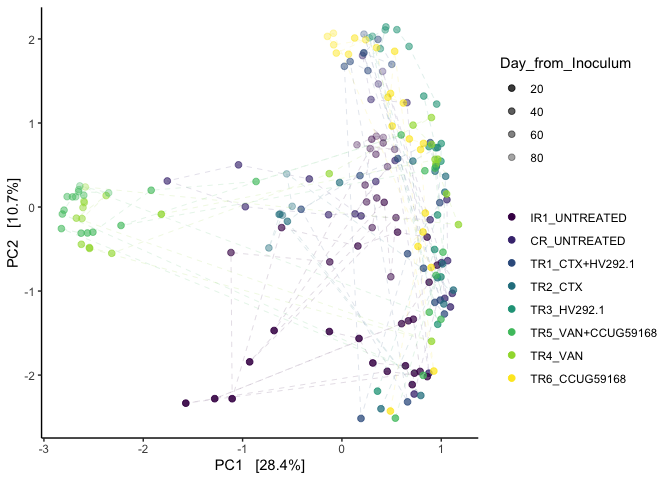 Day_from_Inoculum
20
40
60
80
IR1_UNTREATED
CR_UNTREATED
TR1_CTX+HV292.1
TR2_CTX
TR3_HV292.1
TR5_VAN+CCUG59168
TR4_VAN
TR6_CCUG59168
2
1
0
-1
-2
PC2 [10.7%]
-3
-2
-1
0
1
PC1 [28.4%]